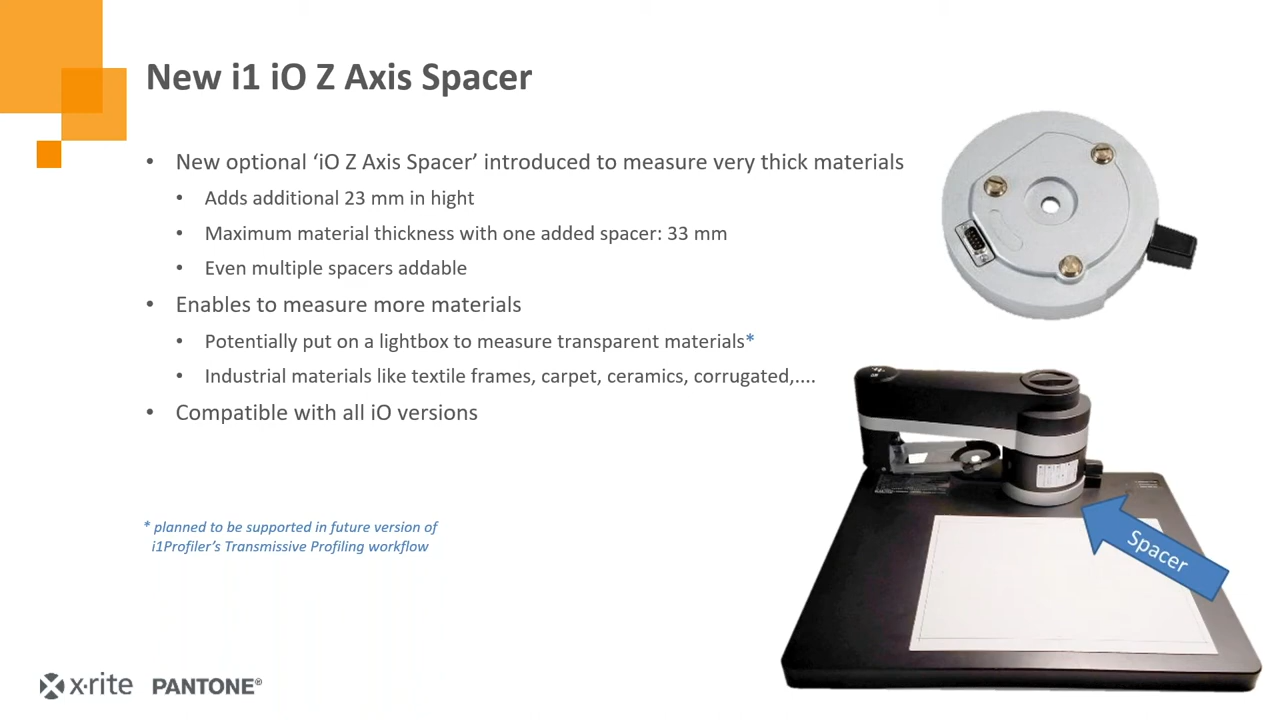 New i1 iO Z Axis Spacer
• New optional ‘iO Z Axis Spacer’ introduced to measure very thick materials
• Adds additional 23 mm in hight
• Maximum material thickness with one added spacer: 33 mm
• Even multiple spacers addable
• Enables to measure more materials
• Potentially put on a lightbox to measure transparent materials*
• Industrial materials like textile frames, carpet, ceramics, corrugated,....
• Compatible with all iO versions
Spacer
* planned to be supported in future version of
i1Profiler’s Transmissive Profiling workflow
x·rite PANTONE®